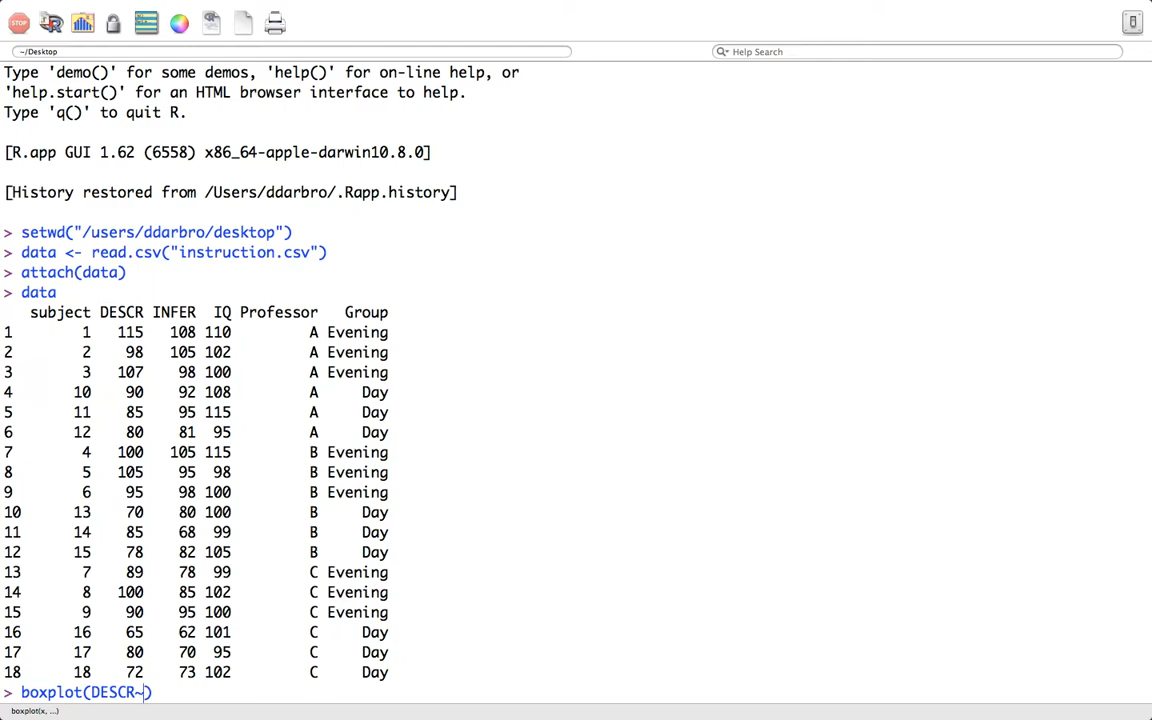 STOP
~/Desktop
Help Search
Type 'demo()' for some demos, 'help()' for on-line help, or
'help.start()' for an HTML browser interface to help.
Type 'q()' to quit R.
[R.app GUI 1.62 (6558) x86_64-apple-darwin10.8.0]
[History restored from /Users/ddarbro/.Rapp.history]
> setwd("/users/ddarbro/desktop")
> data <- read.csv("instruction.csv")
> attach(data)
> data
subject DESCR INFER IQ Professor Group
1 1 115 108 110 A Evening
2 2 98 105 102 A Evening
3 3 107 98 100 A Evening
4 10 90 92 108 A Day
5 11 85 95 115 A Day
6 12 80 81 95 A Day
7 4 100 105 115 B Evening
8 5 105 95 98 B Evening
9 6 95 98 100 B Evening
10 13 70 80 100 B Day
11 14 85 68 99 B Day
12 15 78 82 105 B Day
13 7 89 78 99 C Evening
14 8 100 85 102 C Evening
15 9 90 95 100 C Evening
16 16 65 62 101 C Day
17 17 80 70 95 C Day
18 18 72 73 102 C Day
> boxplot(DESCR~)
boxplot(x, ...)